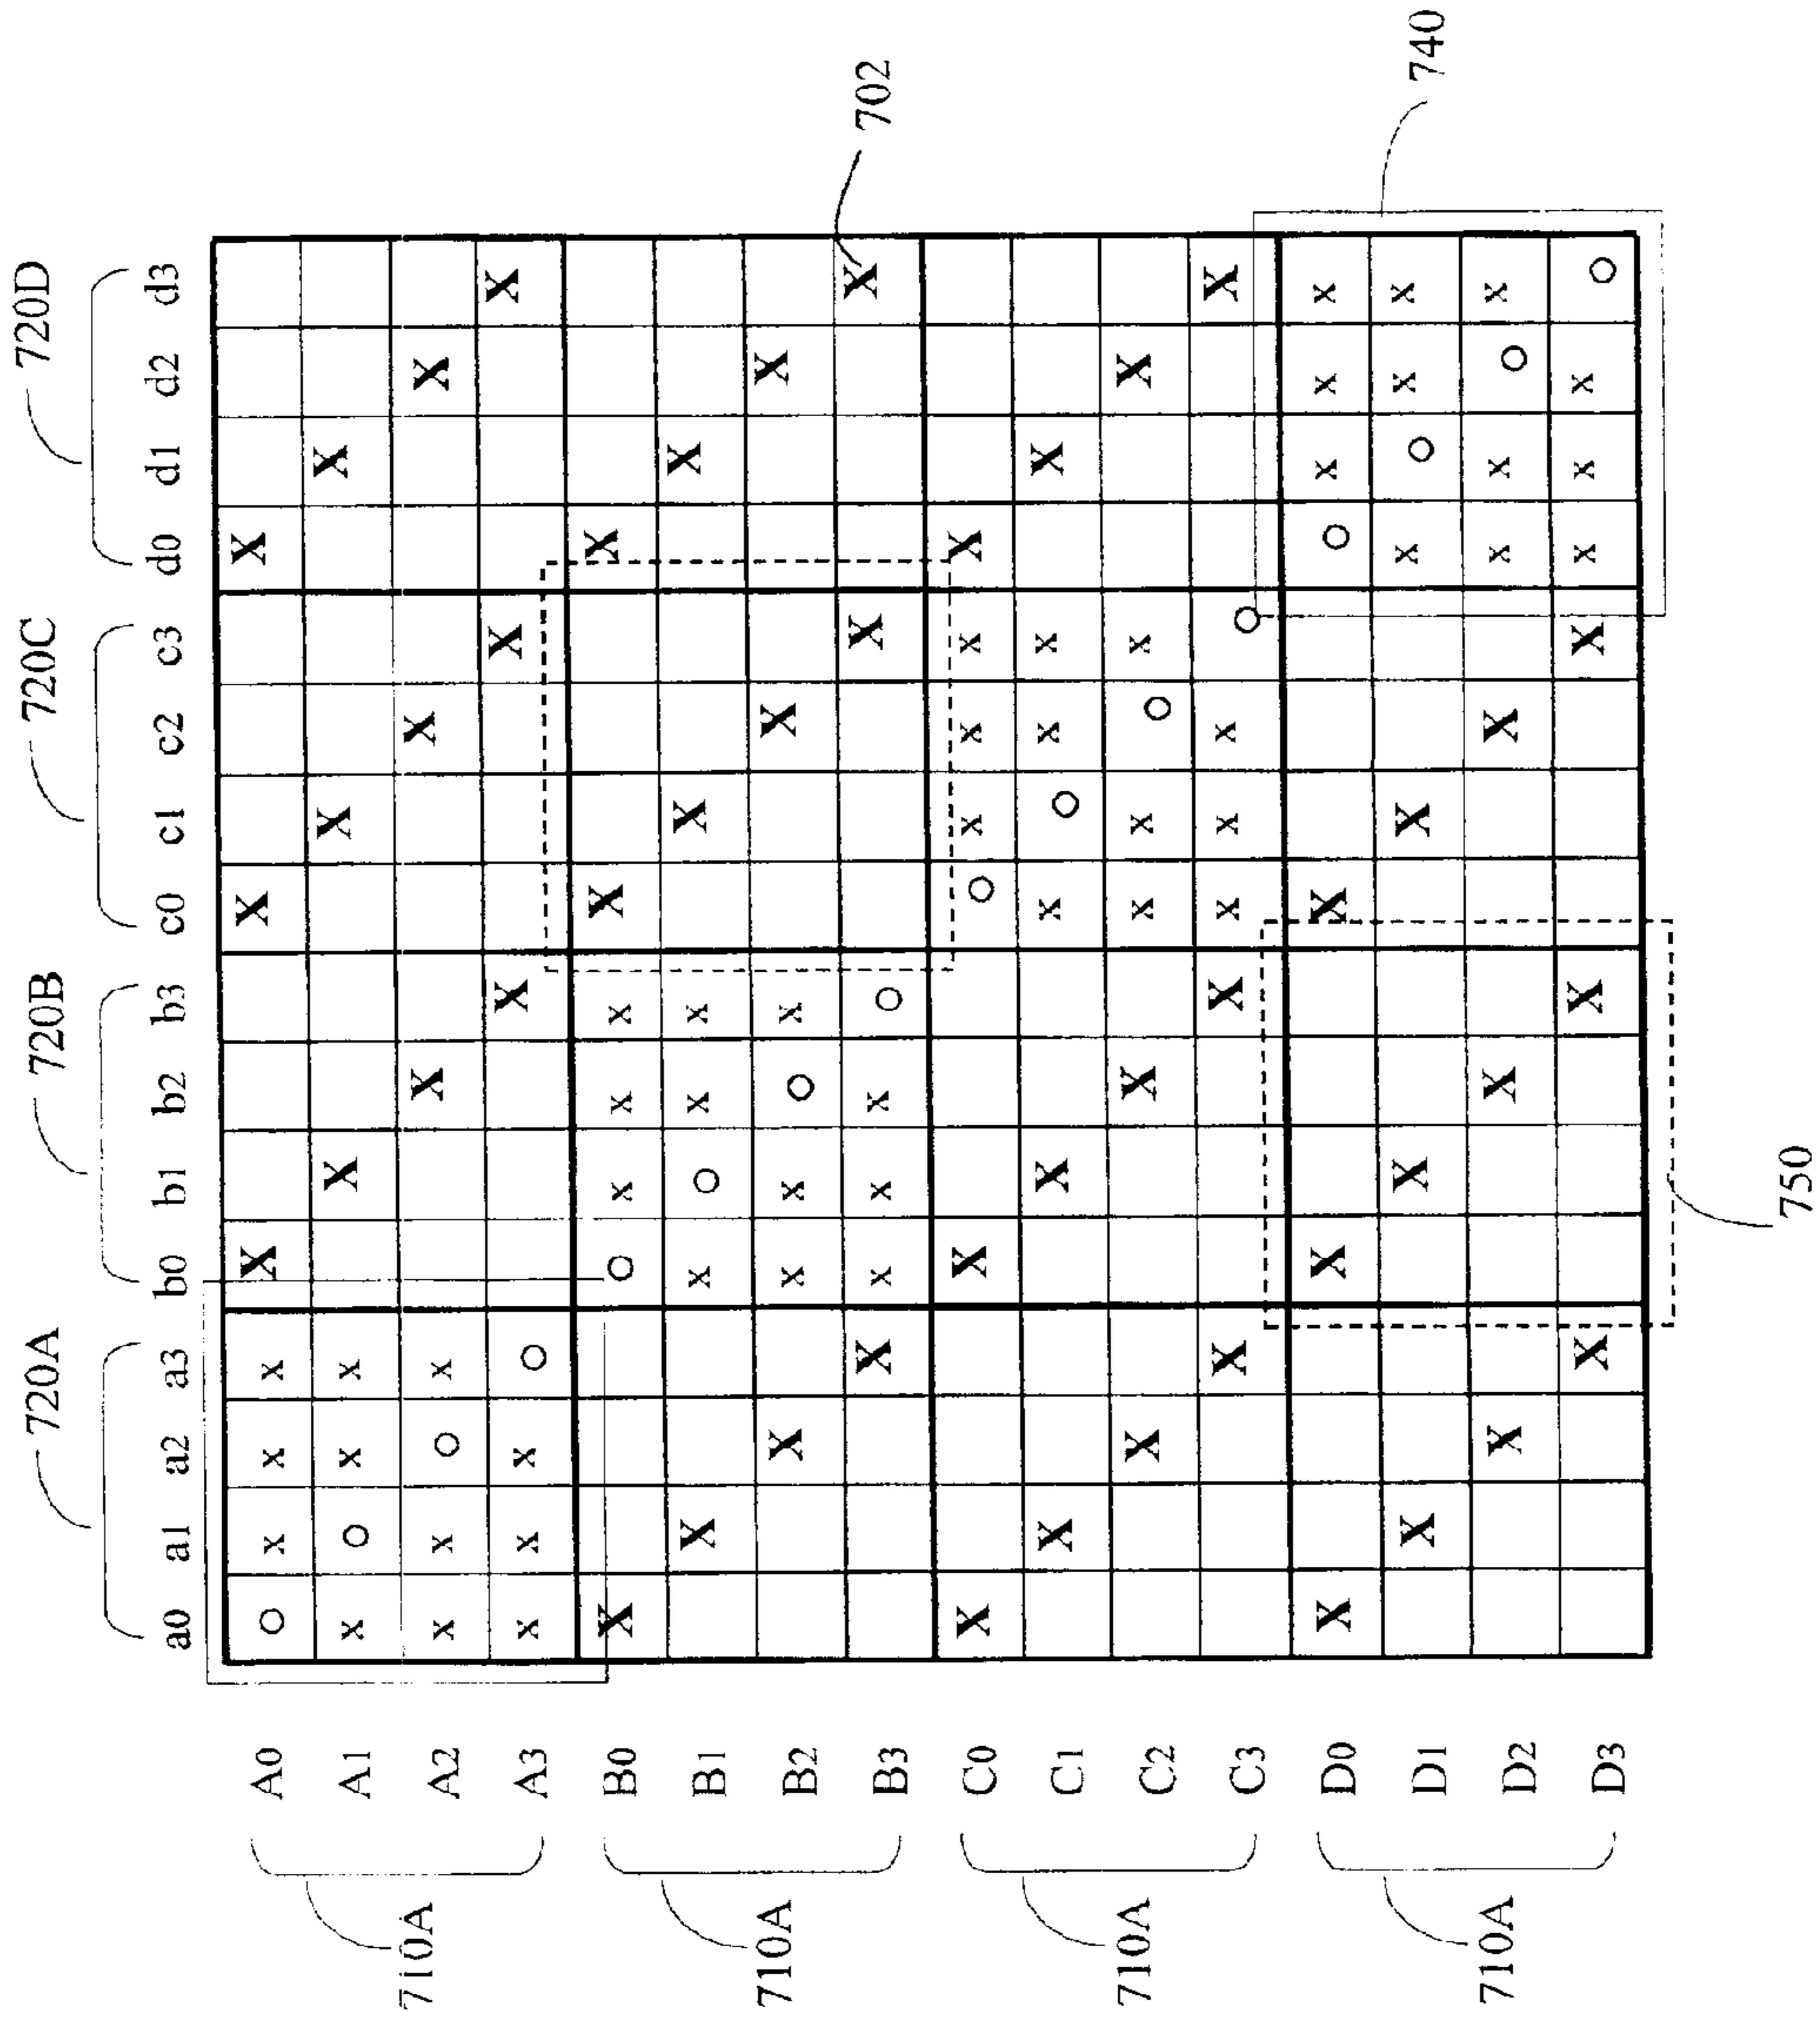 720A 720B 720C 720D
a0 a1 a2 a3 b0 b1 b2 b3 c0 c1 c2 c3 d0 d1 d2 d3
A0 O x x x X X X
A1 x O x x X X X
710A
A2 x x O x X X X
A3 x x x O X X X
B0 X O x x x X X
B1 X x O x x X X
710A
B2 X x x O x X X
B3 X x x x O X X 702
C0 X X O x x x X
C1 X X x O x x X
710A
C2 X X x x O x X
C3 X X x x x O X
D0 X X X O x x x
D1 X X X x O x x 740
710A
D2 X X X x x O x
D3 X X X x x x O
750